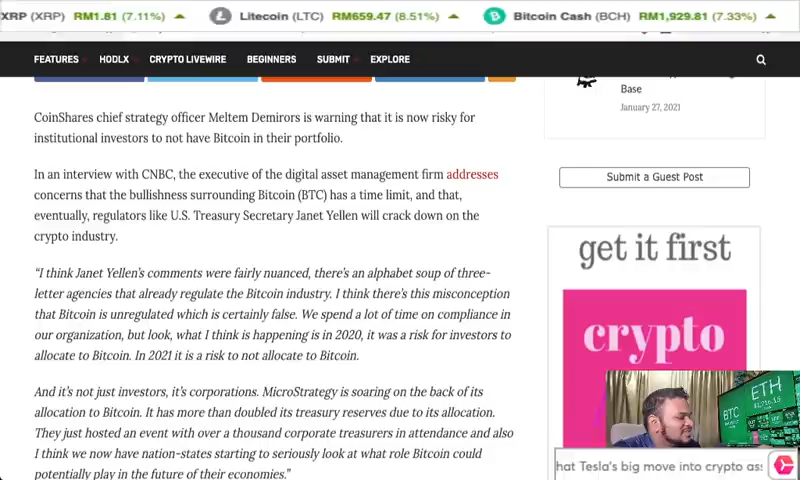 XRP (XRP) RM1.81 (7.11%) Litecoin (LTC) RM659.47 (8.51%) Bitcoin Cash (BCH) RM1,929.81 (7.33%)
FEATURES HODLX CRYPTO LIVEWIRE BEGINNERS SUBMIT EXPLORE
Base
January 27, 2021
CoinShares chief strategy officer Meltem Demirors is warning that it is now risky for
institutional investors to not have Bitcoin in their portfolio.
In an interview with CNBC, the executive of the digital asset management firm addresses
concerns that the bullishness surrounding Bitcoin (BTC) has a time limit, and that,
eventually, regulators like U.S. Treasury Secretary Janet Yellen will crack down on the
crypto industry.
“I think Janet Yellen’s comments were fairly nuanced, there’s an alphabet soup of three-
letter agencies that already regulate the Bitcoin industry. I think there’s this misconception
that Bitcoin is unregulated which is certainly false. We spend a lot of time on compliance in
our organization, but look, what I think is happening is in 2020, it was a risk for investors to
allocate to Bitcoin. In 2021 it is a risk to not allocate to Bitcoin.
And it’s not just investors, it’s corporations. MicroStrategy is soaring on the back of its
allocation to Bitcoin. It has more than doubled its treasury reserves due to its allocation.
They just hosted an event with over a thousand corporate treasurers in attendance and also
I think we now have nation-states starting to seriously look at what role Bitcoin could
potentially play in the future of their economies.”
Submit a Guest Post
get it first
crypto
ETH
BTC
hat Tesla's big move into crypto as